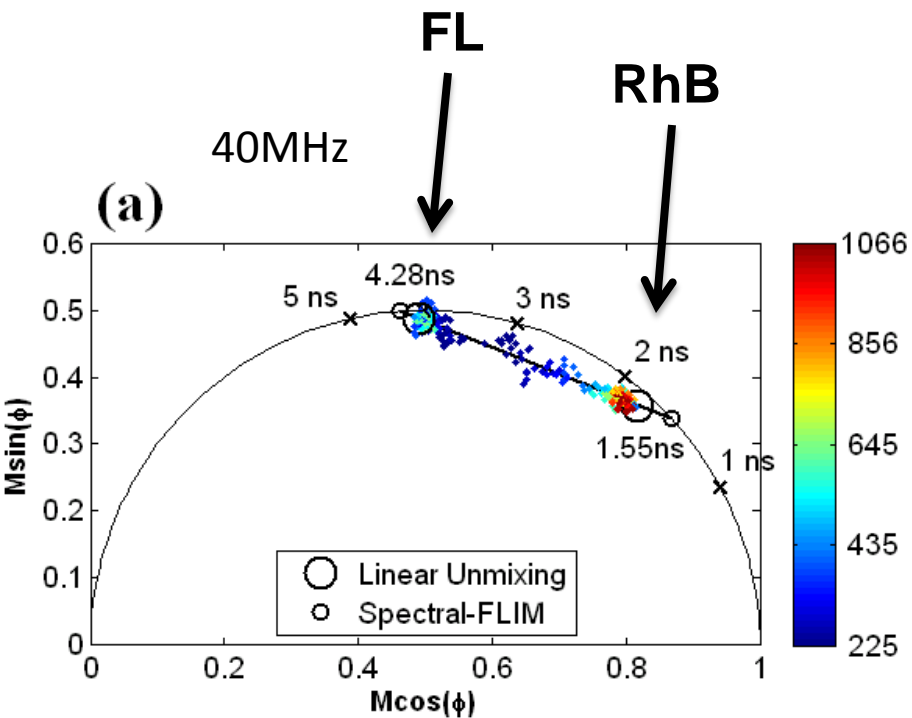 FL
RhB
40MHz
(a)
0.6
0.5
0.4
0.3
0.2
0.1
0
Msin(ϕ)
5 ns
4.28ns
3 ns
2 ns
1.55ns
1 ns
Linear Unmixing
Spectral-FLIM
0 0.2 0.4 0.6 0.8 1
Mcos(ϕ)
1066
856
645
435
225